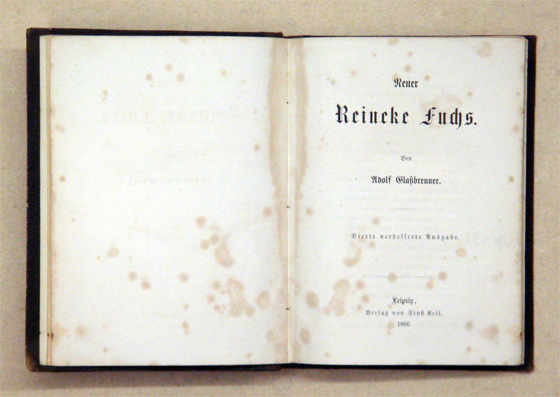 Neuer
Reineke Fuchs.
Von
Adolf Glaßbrenner.
Vierte verbesserte Ausgabe.
Leipzig,
Verlag von Ernst Keil.
1866.